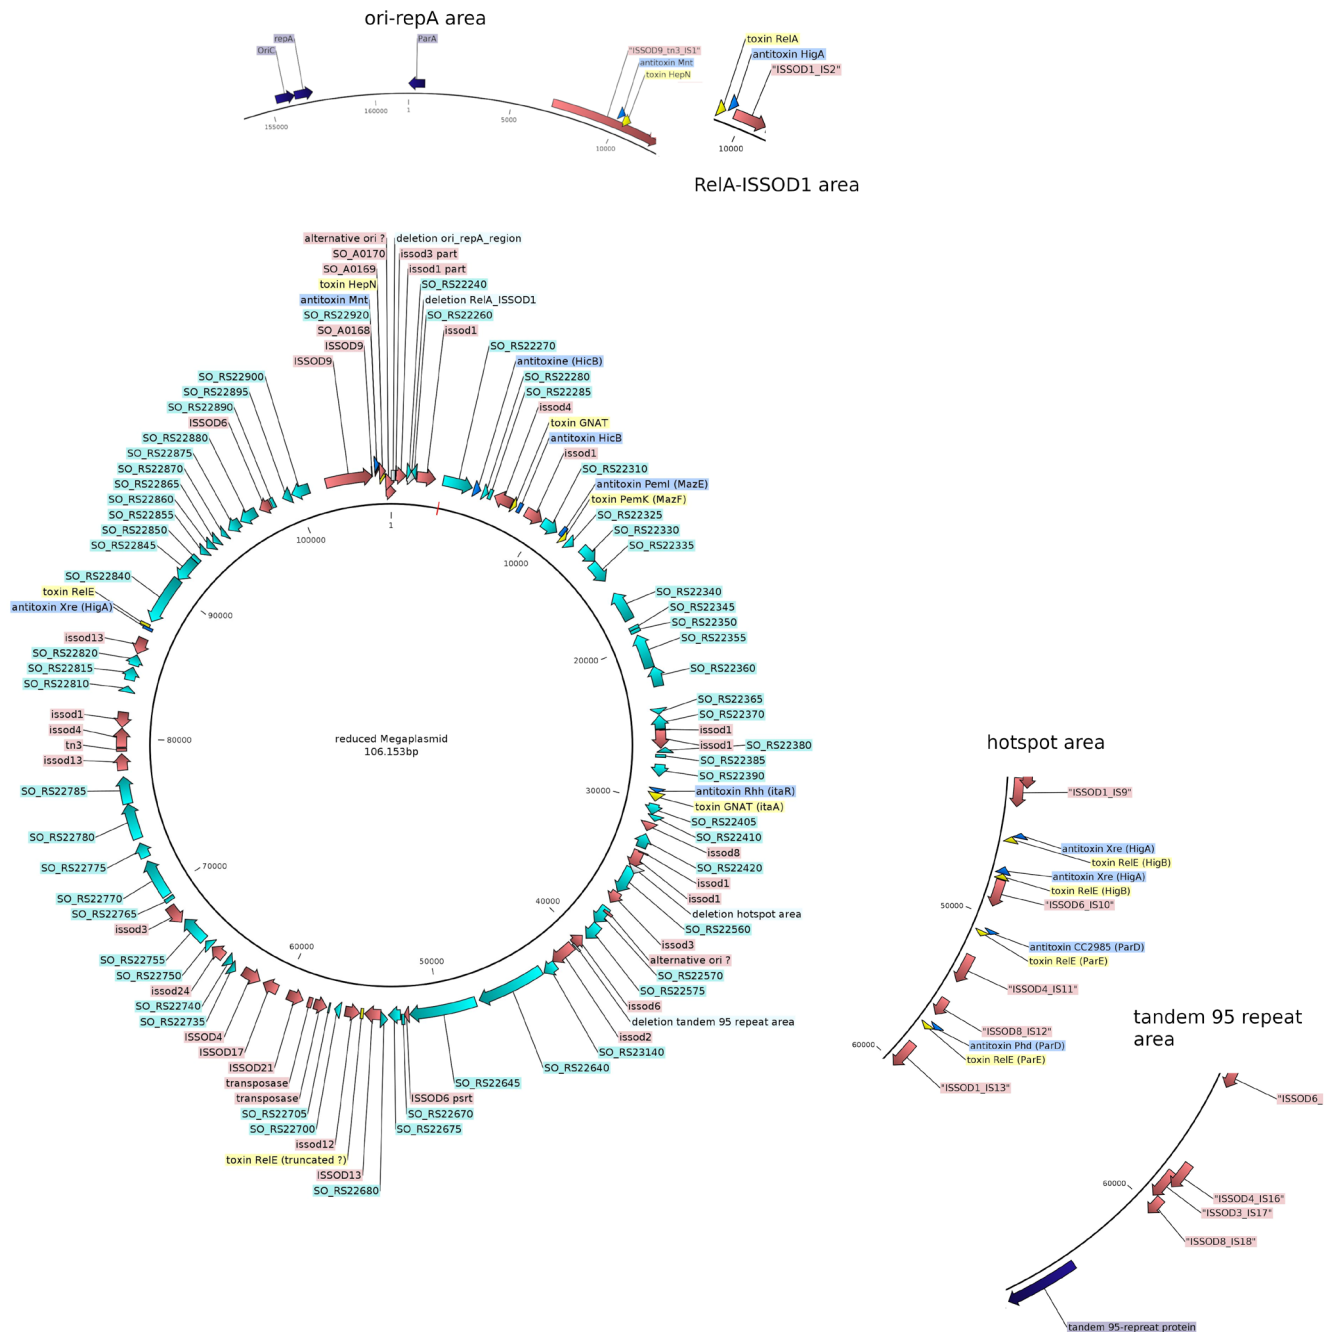 ori-repA area
repA
OriC
ParA
"ISSOD9_tn3_IS1"
antitoxin Mnt
toxin HepN
155000
160000
1
5000
10000
toxin RelA
antitoxin HigA
"ISSOD1_IS2"
10000
RelA-ISSOD1 area
alternative ori ?
SO_A0170
SO_A0169
toxin HepN
antitoxin Mnt
SO_RS22920
SO_A0168
ISSOD9
ISSOD9
deletion ori_repA_region
issod3 part
issod1 part
SO_RS22240
deletion RelA_ISSOD1
SO_RS22260
issod1
SO_RS22270
antitoxine (HicB)
SO_RS22280
SO_RS22285
issod4
toxin GNAT
antitoxin HicB
issod1
SO_RS22310
antitoxin PemI (MazE)
toxin PemK (MazF)
SO_RS22325
SO_RS22330
SO_RS22335
SO_RS22340
SO_RS22345
SO_RS22350
SO_RS22355
SO_RS22360
SO_RS22365
SO_RS22370
issod1
issod1
SO_RS22380
SO_RS22385
SO_RS22390
antitoxin Rhh (itaR)
toxin GNAT (itaA)
SO_RS22405
SO_RS22410
issod8
SO_RS22420
issod1
issod1
deletion hotspot area
SO_RS22560
issod3
alternative ori ?
SO_RS22570
SO_RS22575
issod6
deletion tandem 95 repeat area
issod2
SO_RS23140
SO_RS22640
SO_RS22645
ISSOD6 psrt
SO_RS22670
SO_RS22675
SO_RS22900
SO_RS22895
SO_RS22890
ISSOD6
SO_RS22880
SO_RS22875
SO_RS22870
SO_RS22865
SO_RS22860
SO_RS22855
SO_RS22850
SO_RS22845
SO_RS22840
toxin RelE
antitoxin Xre (HigA)
issod13
SO_RS22820
SO_RS22815
SO_RS22810
issod1
issod4
tn3
issod13
SO_RS22785
SO_RS22780
SO_RS22775
SO_RS22770
SO_RS22765
issod3
SO_RS22755
SO_RS22750
issod24
SO_RS22740
SO_RS22735
ISSOD4
ISSOD17
ISSOD21
transposase
transposase
SO_RS22705
SO_RS22700
issod12
toxin RelE (truncated ?)
ISSOD13
SO_RS22680
1
10000
20000
30000
40000
50000
60000
70000
80000
90000
100000
reduced Megaplasmid
106.153bp
hotspot area
"ISSOD1_IS9"
antitoxin Xre (HigA)
toxin RelE (HigB)
antitoxin Xre (HigA)
toxin RelE (HigB)
"ISSOD6_IS10"
50000
antitoxin CC2985 (ParD)
toxin RelE (ParE)
"ISSOD4_IS11"
"ISSOD8_IS12"
antitoxin Phd (ParD)
toxin RelE (ParE)
60000
"ISSOD1_IS13"
tandem 95 repeat
area
"ISSOD6_
60000
"ISSOD4_IS16"
"ISSOD3_IS17"
"ISSOD8_IS18"
tandem 95-repreat protein